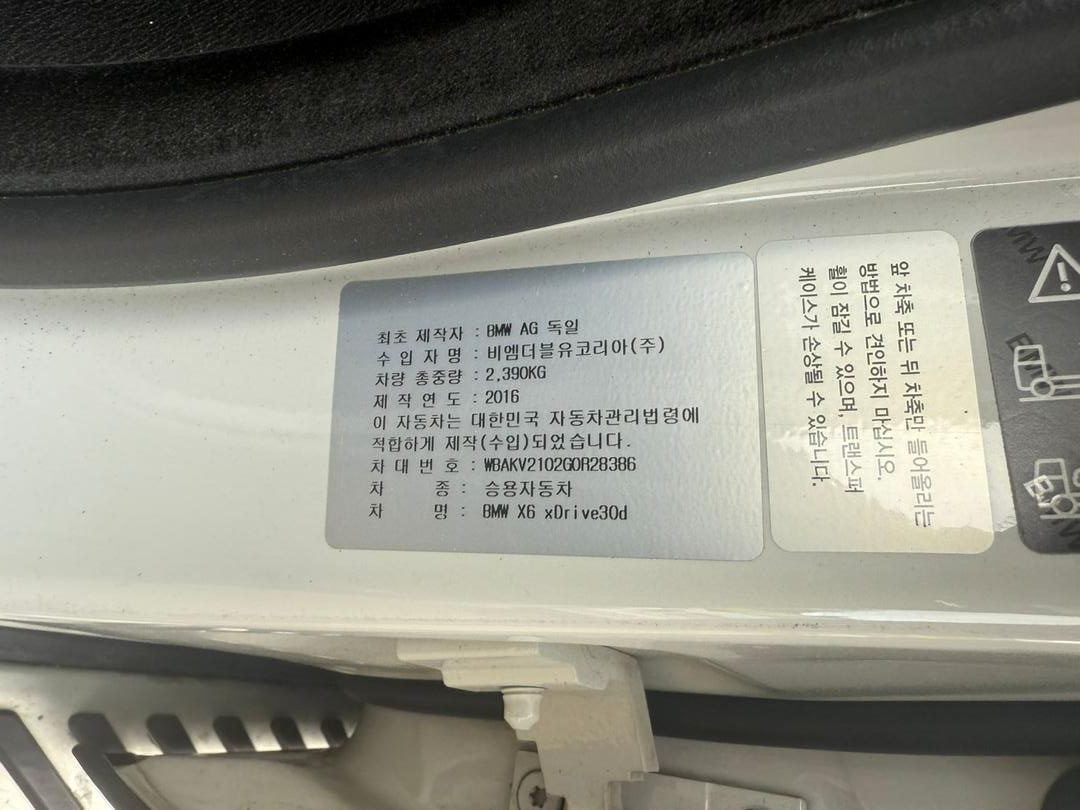 최초 제작자 : BMW AG 독일
수 입 자 명 : 비엠더블유코리아(주)
차량 총중량 : 2,390KG
제 작 연 도 : 2016
이 자동차는 대한민국 자동차관리법령에
적합하게 제작(수입)되었습니다.
차 대 번 호 : WBAKV2102G0R28386
차 종 : 승용자동차
차 명 : BMW X6 xDrive30d
앞 차축 또는 뒤 차축만 들어올리는
방법으로 견인하지 마십시오.
휠이 잠길 수 있으며, 트랜스퍼
케이스가 손상될 수 있습니다.